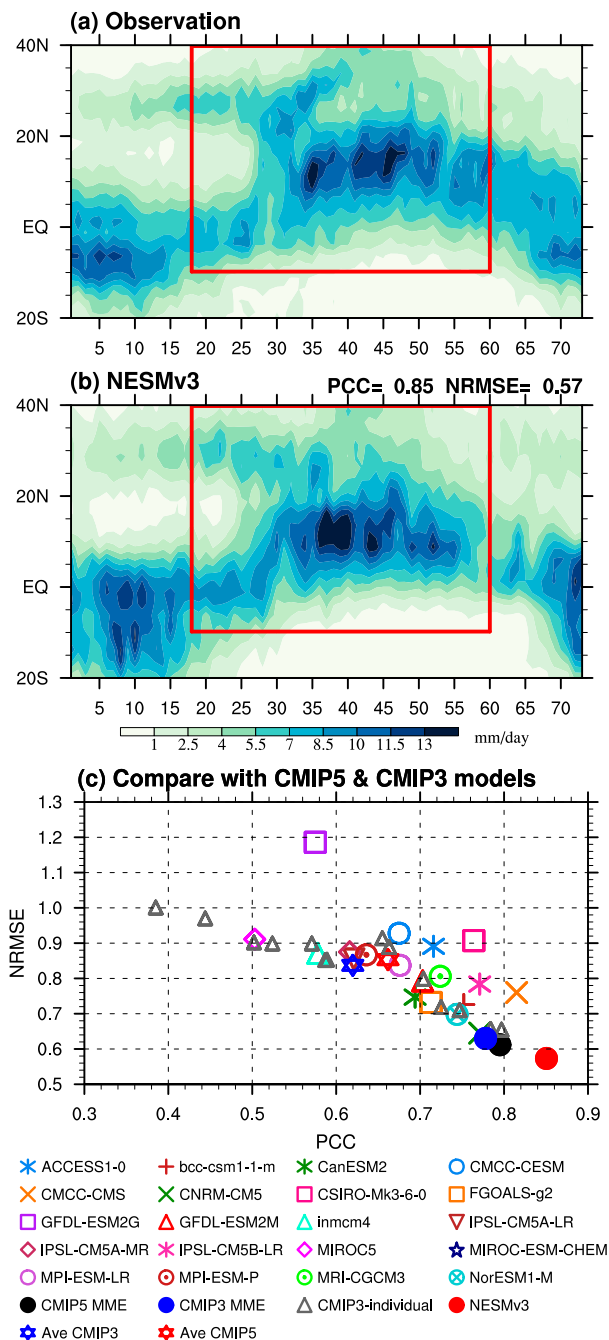 (a) Observation
40N
20N
EQ
20S
5 10 15 20 25 30 35 40 45 50 55 60 65 70
(b) NESMv3 PCC= 0.85 NRMSE= 0.57
40N
20N
EQ
20S
5 10 15 20 25 30 35 40 45 50 55 60 65 70
1 2.5 4 5.5 7 8.5 10 11.5 13 mm/day
(c) Compare with CMIP5 & CMIP3 models
NRMSE
1.3
1.2
1.1
1.0
0.9
0.8
0.7
0.6
0.5
0.3 0.4 0.5 0.6 0.7 0.8 0.9
PCC
ACCESS1-0 bcc-csm1-1-m CanESM2 CMCC-CESM
CMCC-CMS CNRM-CM5 CSIRO-Mk3-6-0 FGOALS-g2
GFDL-ESM2G GFDL-ESM2M inmcm4 IPSL-CM5A-LR
IPSL-CM5A-MR IPSL-CM5B-LR MIROC5 MIROC-ESM-CHEM
MPI-ESM-LR MPI-ESM-P MRI-CGCM3 NorESM1-M
CMIP5 MME CMIP3 MME CMIP3-individual NESMv3
Ave CMIP3 Ave CMIP5